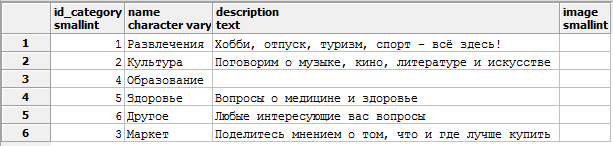 id_category name description image
smallint character vary text smallint
1 1 Развлечения Хобби, отпуск, туризм, спорт - всё здесь!
2 2 Культура Поговорим о музыке, кино, литературе и искусстве
3 4 Образование
4 5 Здоровье Вопросы о медицине и здоровье
5 6 Другое Любые интересующие вас вопросы
6 3 Маркет Поделитесь мнением о том, что и где лучше купить